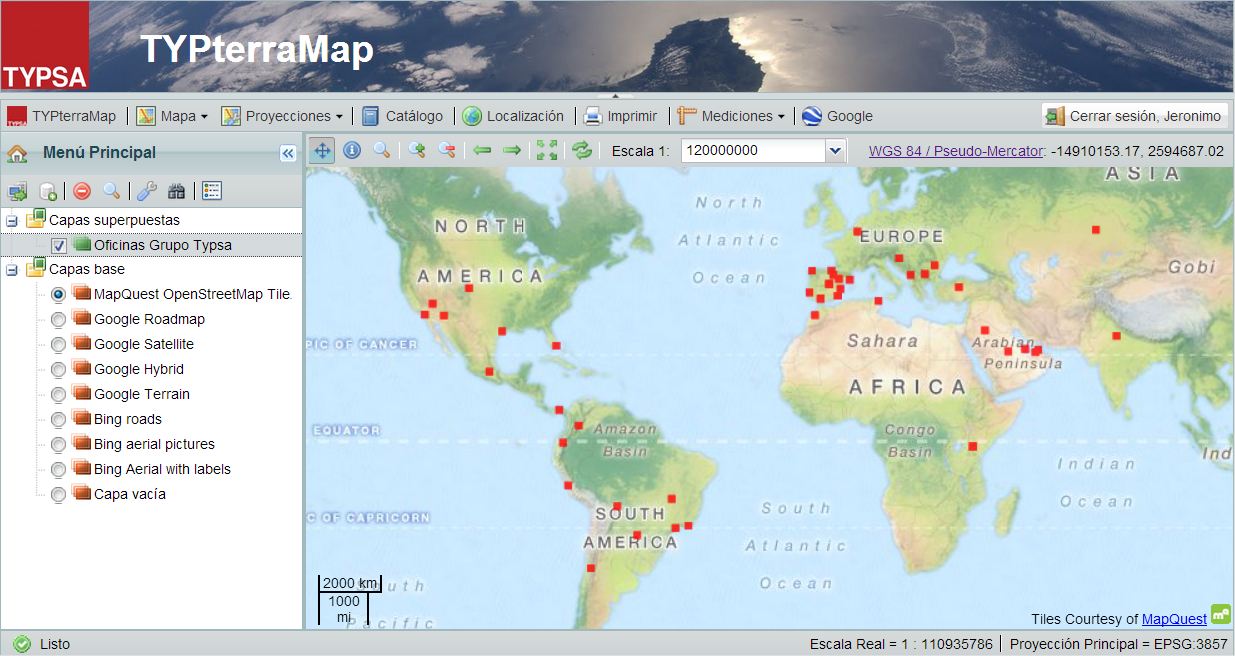 TYPSA
TYPterraMap
TYPSA TYPterraMap Mapa Proyecciones Catálogo Localización Imprimir Mediciones Google Cerrar sesión, Jeronimo
Menú Principal
Escala 1: 120000000 WGS 84 / Pseudo-Mercator: -14910153.17, 2594687.02
Capas superpuestas
Oficinas Grupo Typsa
Capas base
MapQuest OpenStreetMap Tile
Google Roadmap
Google Satellite
Google Hybrid
Google Terrain
Bing roads
Bing aerial pictures
Bing Aerial with labels
Capa vacía
ASIA
North
Atlantic
Ocean
NORTH
AMERICA
EUROPE
Gobi
PIC OF CANCER
Sahara
Arabian
Peninsula
AFRICA
EQUATOR
Amazon
Basin
Congo
Basin
Ind
Indian
Ocean
C OF CAPRICORN
SOUTH
AMERICA
South
Atlantic
Ocean
2000 km
1000
mi
outh
Pacific
Tiles Courtesy of MapQuest
m
Listo
Escala Real = 1 : 110935786 Proyección Principal = EPSG:3857